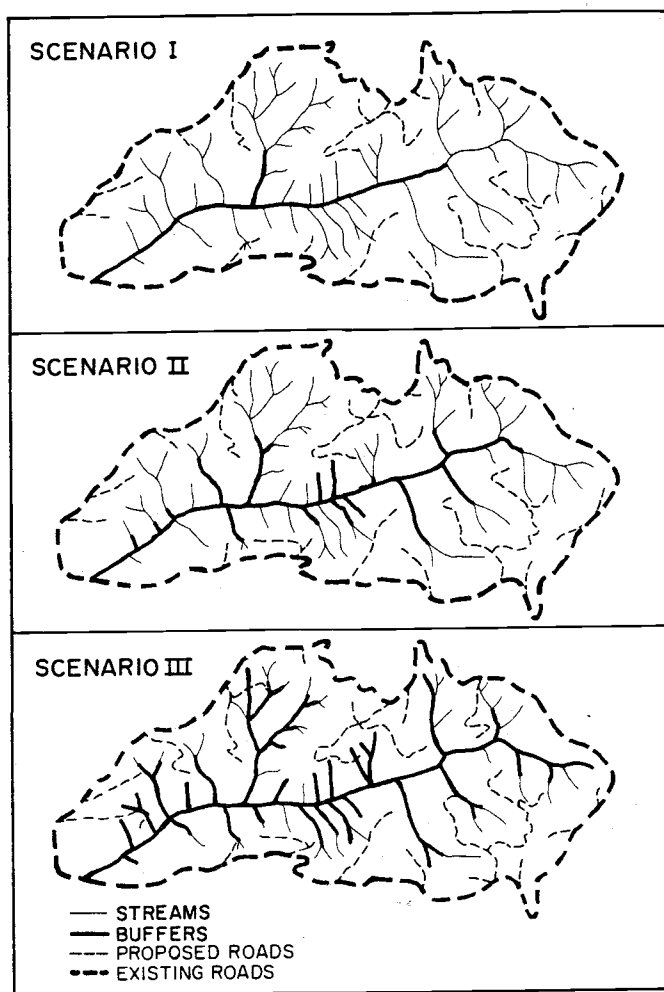 SCENARIO I
SCENARIO II
SCENARIO III
STREAMS
BUFFERS
PROPOSED ROADS
EXISTING ROADS